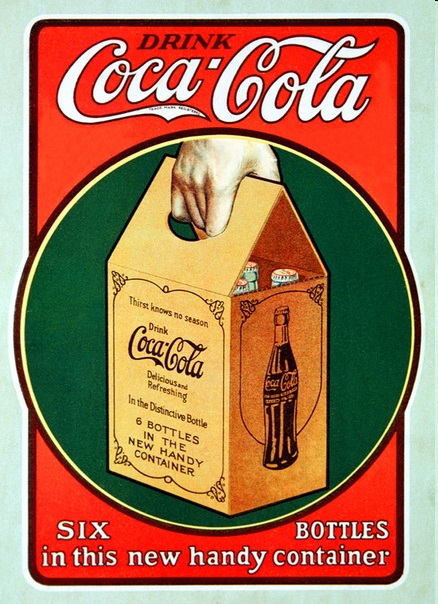 DRINK
Coca-Cola
TRADE MARK REGISTERED
Thirst knows no season
Drink
Coca-Cola
Delicious and
Refreshing
In the Distinctive Bottle
6 BOTTLES
IN THE
NEW HANDY
CONTAINER
Coca-Cola
SIX BOTTLES
in this new handy container